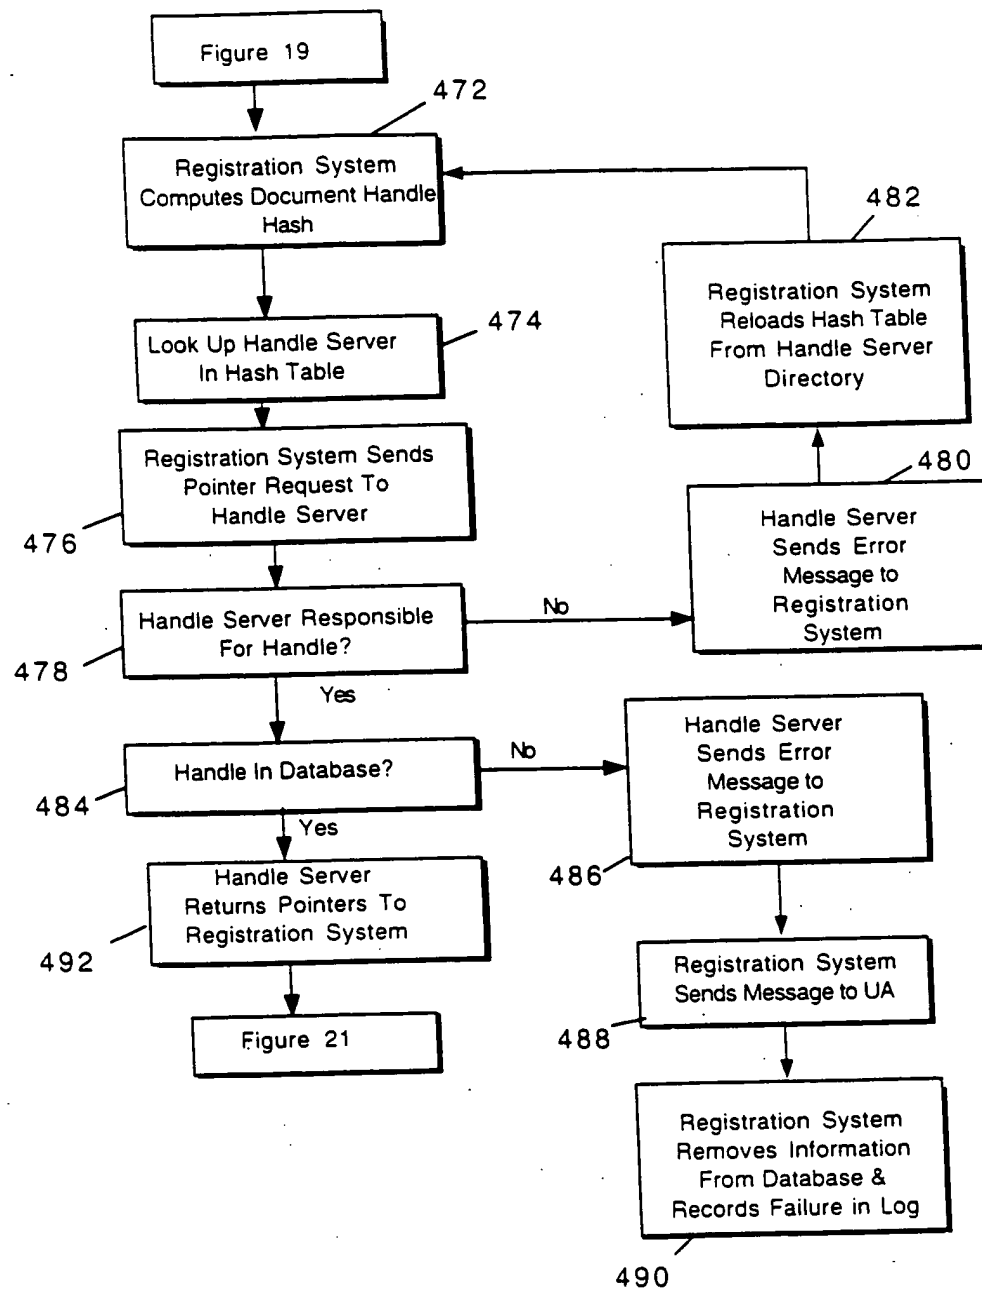 Figure 19
472
Registration System
Computes Document Handle
Hash
482
Registration System
Reloads Hash Table
From Handle Server
Directory
474
Look Up Handle Server
In Hash Table
Registration System Sends
Pointer Request To
Handle Server
476
480
Handle Server
Sends Error
Message to
Registration
System
Handle Server Responsible
For Handle?
478
No
Yes
Handle In Database?
484
No
Yes
Handle Server
Sends Error
Message to
Registration
System
486
Handle Server
Returns Pointers To
Registration System
492
Registration System
Sends Message to UA
488
Figure 21
Registration System
Removes Information
From Database &
Records Failure in Log
490